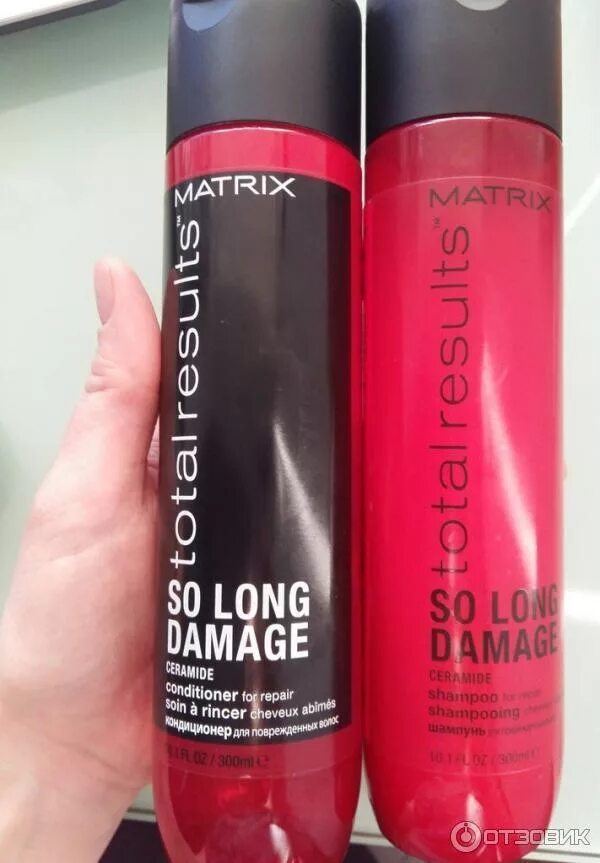 MATRIX
total results™
SO LONG
DAMAGE
CERAMIDE
conditioner for repair
soin à rincer cheveux abîmés
кондиционер для поврежденных волос
10.1 FL OZ / 300ml ℮
MATRIX
total results™
SO LONG
DAMAGE
CERAMIDE
shampoo for repair
shampooing cheveux
шампунь
10.1 FL OZ / 300ml ℮
ОТЗОВИК